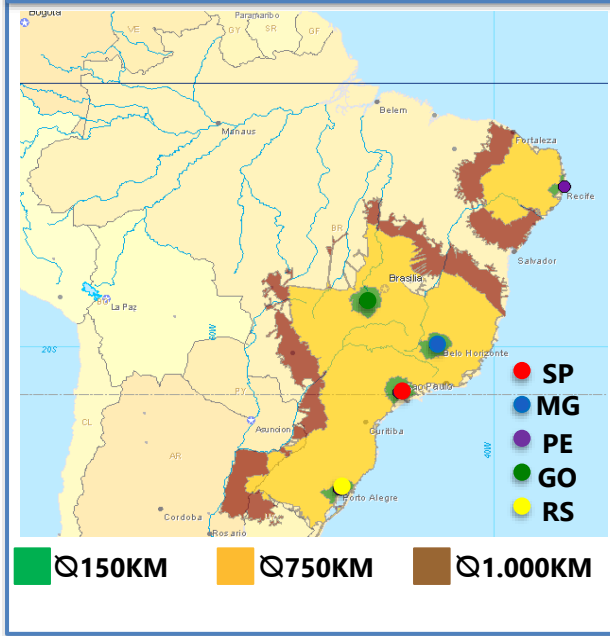 Bogota
Paramaribo
VE
GY
SR
GF
Belem
Manaus
Fortaleza
Recife
BR
Salvador
Brasilia
La Paz
60W
20S
Belo Horizonte
SP
Sao Paulo
MG
PY
Asuncion
CL
Curitiba
PE
AR
40W
GO
Porto Alegre
RS
Cordoba
Rosario
⦰150KM
⦰750KM
⦰1.000KM